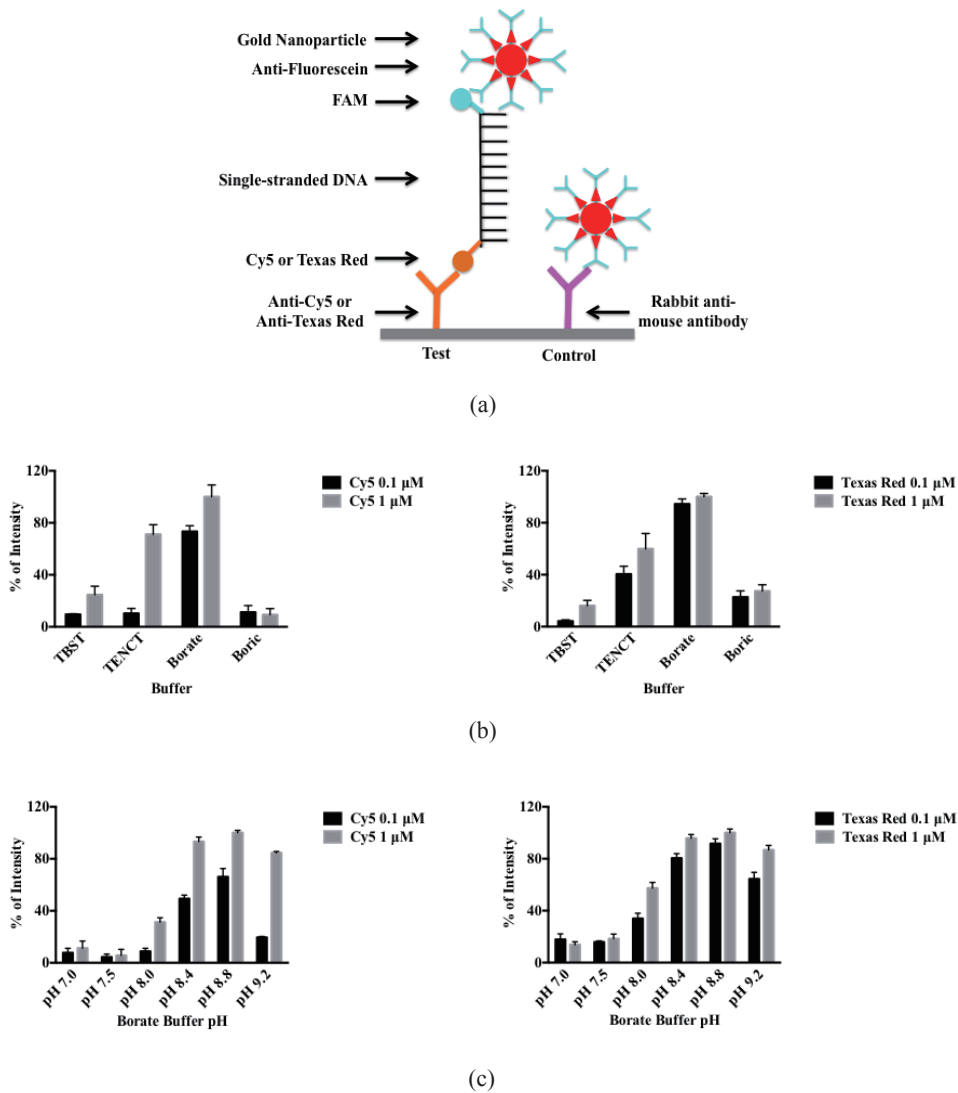 Gold Nanoparticle
Anti-Fluorescein
FAM
Single-stranded DNA
Cy5 or Texas Red
Anti-Cy5 or
Anti-Texas Red
Rabbit anti-
mouse antibody
Test
Control
(a)
120
80
40
0
% of Intensity
TBST
TENCT
Borate
Boric
Buffer
Cy5 0.1 µM
Cy5 1 µM
120
80
40
0
% of Intensity
TBST
TENCT
Borate
Boric
Buffer
Texas Red 0.1 µM
Texas Red 1 µM
(b)
120
80
40
0
% of Intensity
pH 7.0
pH 7.5
pH 8.0
pH 8.4
pH 8.8
pH 9.2
Borate Buffer pH
Cy5 0.1 µM
Cy5 1 µM
120
80
40
0
% of Intensity
pH 7.0
pH 7.5
pH 8.0
pH 8.4
pH 8.8
pH 9.2
Borate Buffer pH
Texas Red 0.1 µM
Texas Red 1 µM
(c)